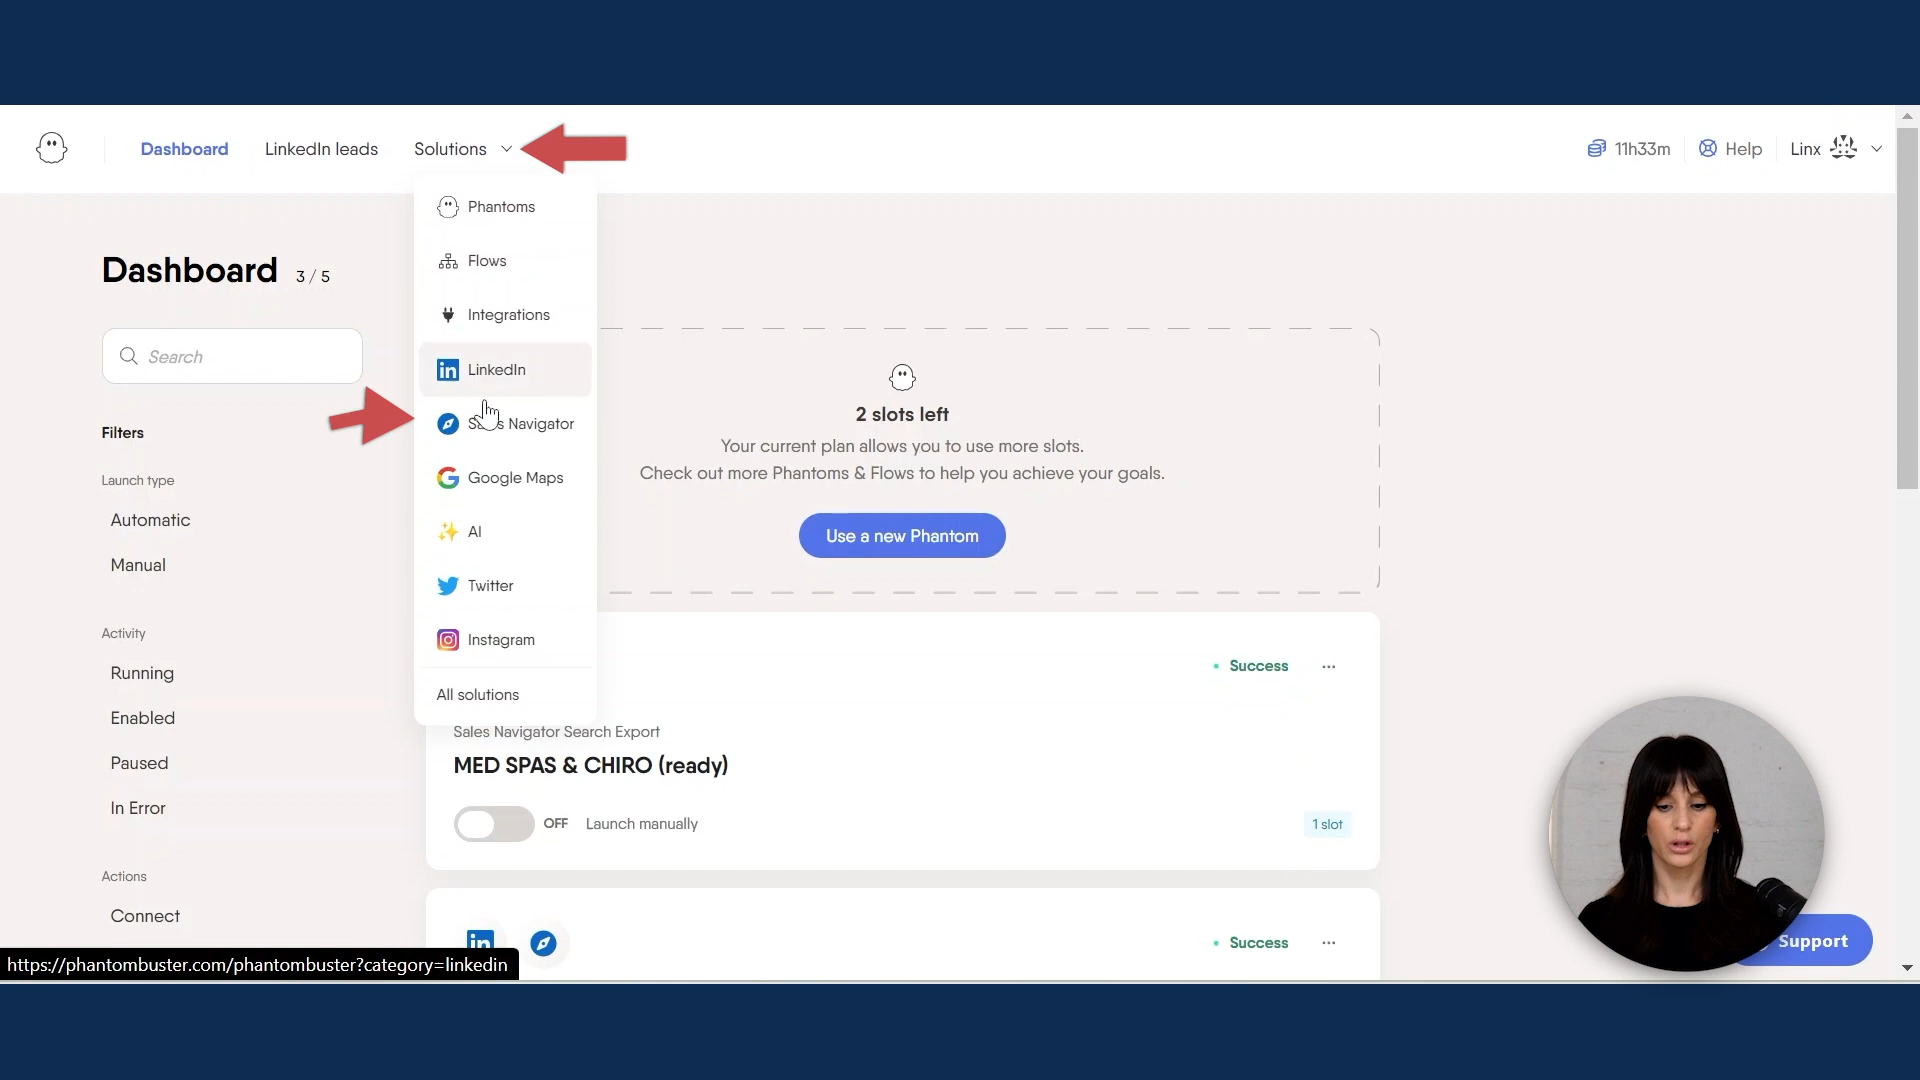 Dashboard
LinkedIn leads
Solutions
11h33m
Help
Linx
Phantoms
Flows
Integrations
LinkedIn
Sales Navigator
Google Maps
AI
Twitter
Instagram
All solutions
Dashboard 3 / 5
Search
Filters
Launch type
Automatic
Manual
Activity
Running
Enabled
Paused
In Error
Actions
Connect
2 slots left
Your current plan allows you to use more slots.
Check out more Phantoms & Flows to help you achieve your goals.
Use a new Phantom
Success
Sales Navigator Search Export
MED SPAS & CHIRO (ready)
OFF Launch manually
1 slot
in
Success
Support
https://phantombuster.com/phantombuster?category=linkedin